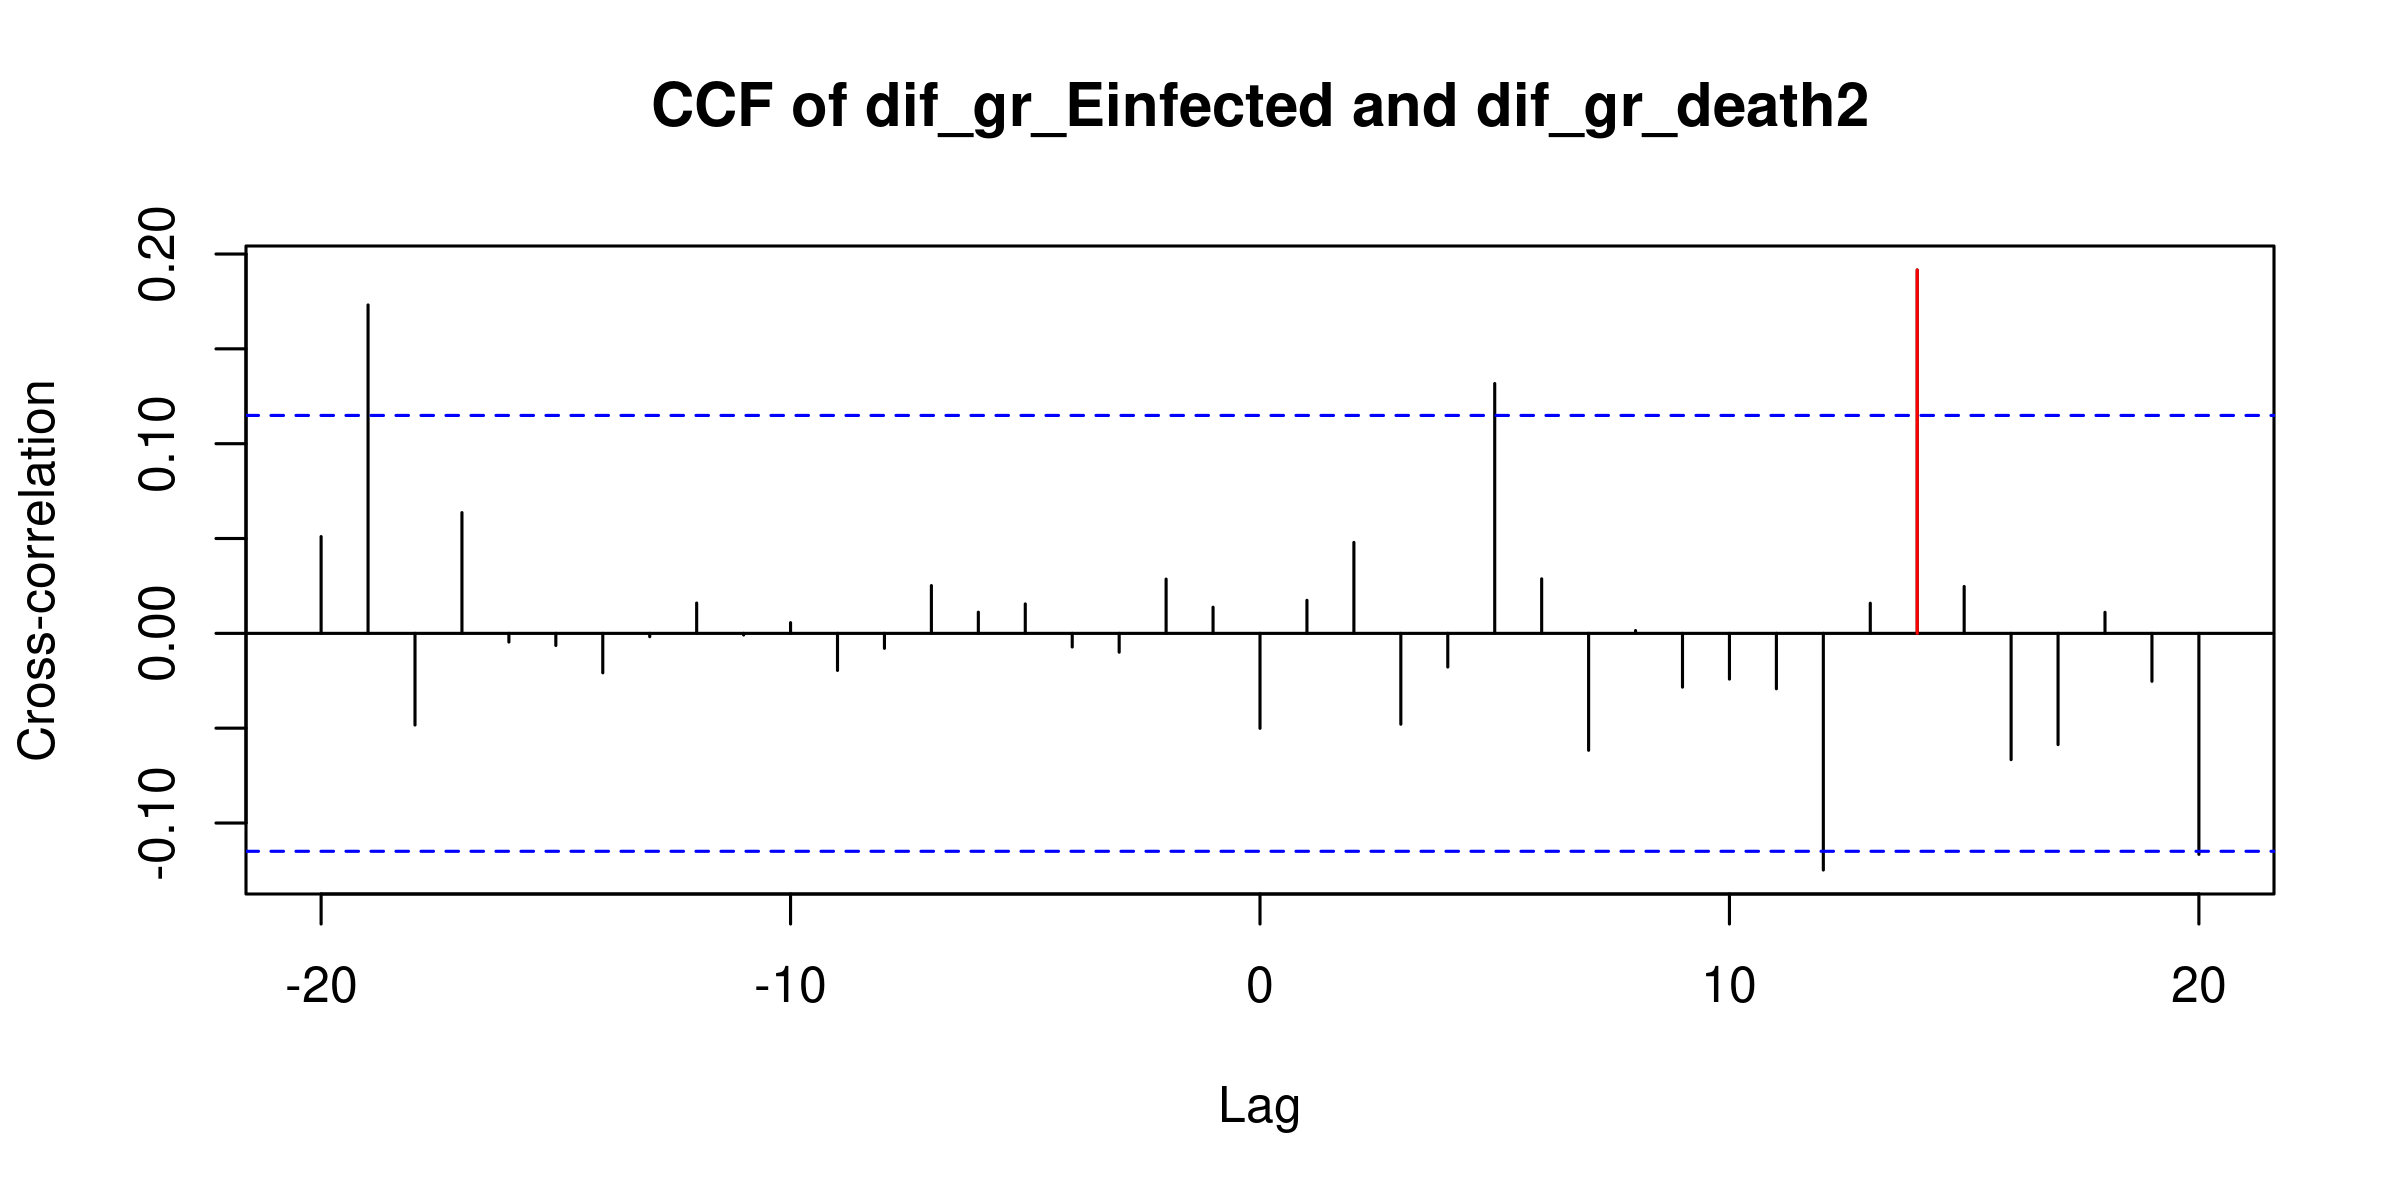 CCF of dif_gr_Einfected and dif_gr_death2
Cross-correlation
0.20
0.10
0.00
-0.10
-20 -10 0 10 20
Lag